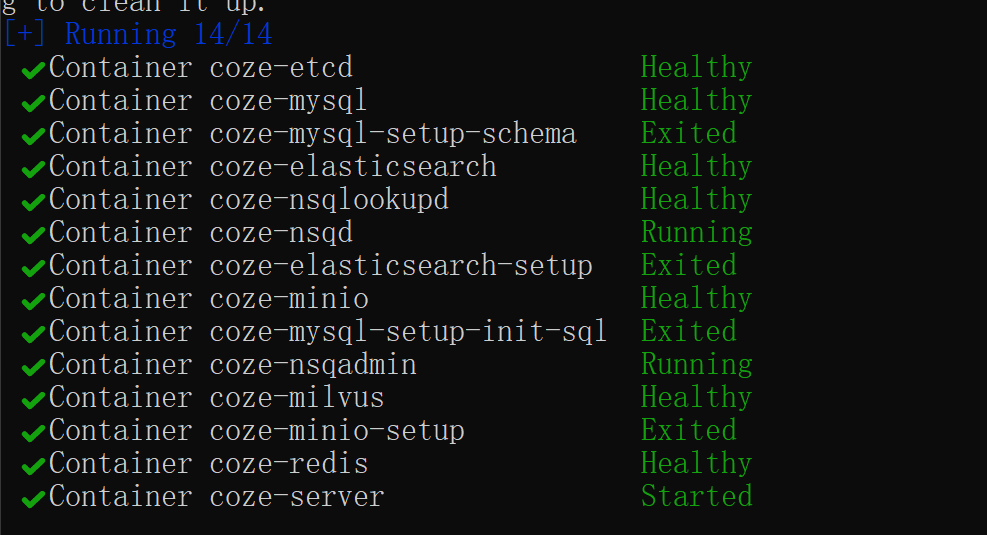 g to clean it up.
[+] Running 14/14
✔Container coze-etcd Healthy
✔Container coze-mysql Healthy
✔Container coze-mysql-setup-schema Exited
✔Container coze-elasticsearch Healthy
✔Container coze-nsqlookupd Healthy
✔Container coze-nsqd Running
✔Container coze-elasticsearch-setup Exited
✔Container coze-minio Healthy
✔Container coze-mysql-setup-init-sql Exited
✔Container coze-nsqadmin Running
✔Container coze-milvus Healthy
✔Container coze-minio-setup Exited
✔Container coze-redis Healthy
✔Container coze-server Started